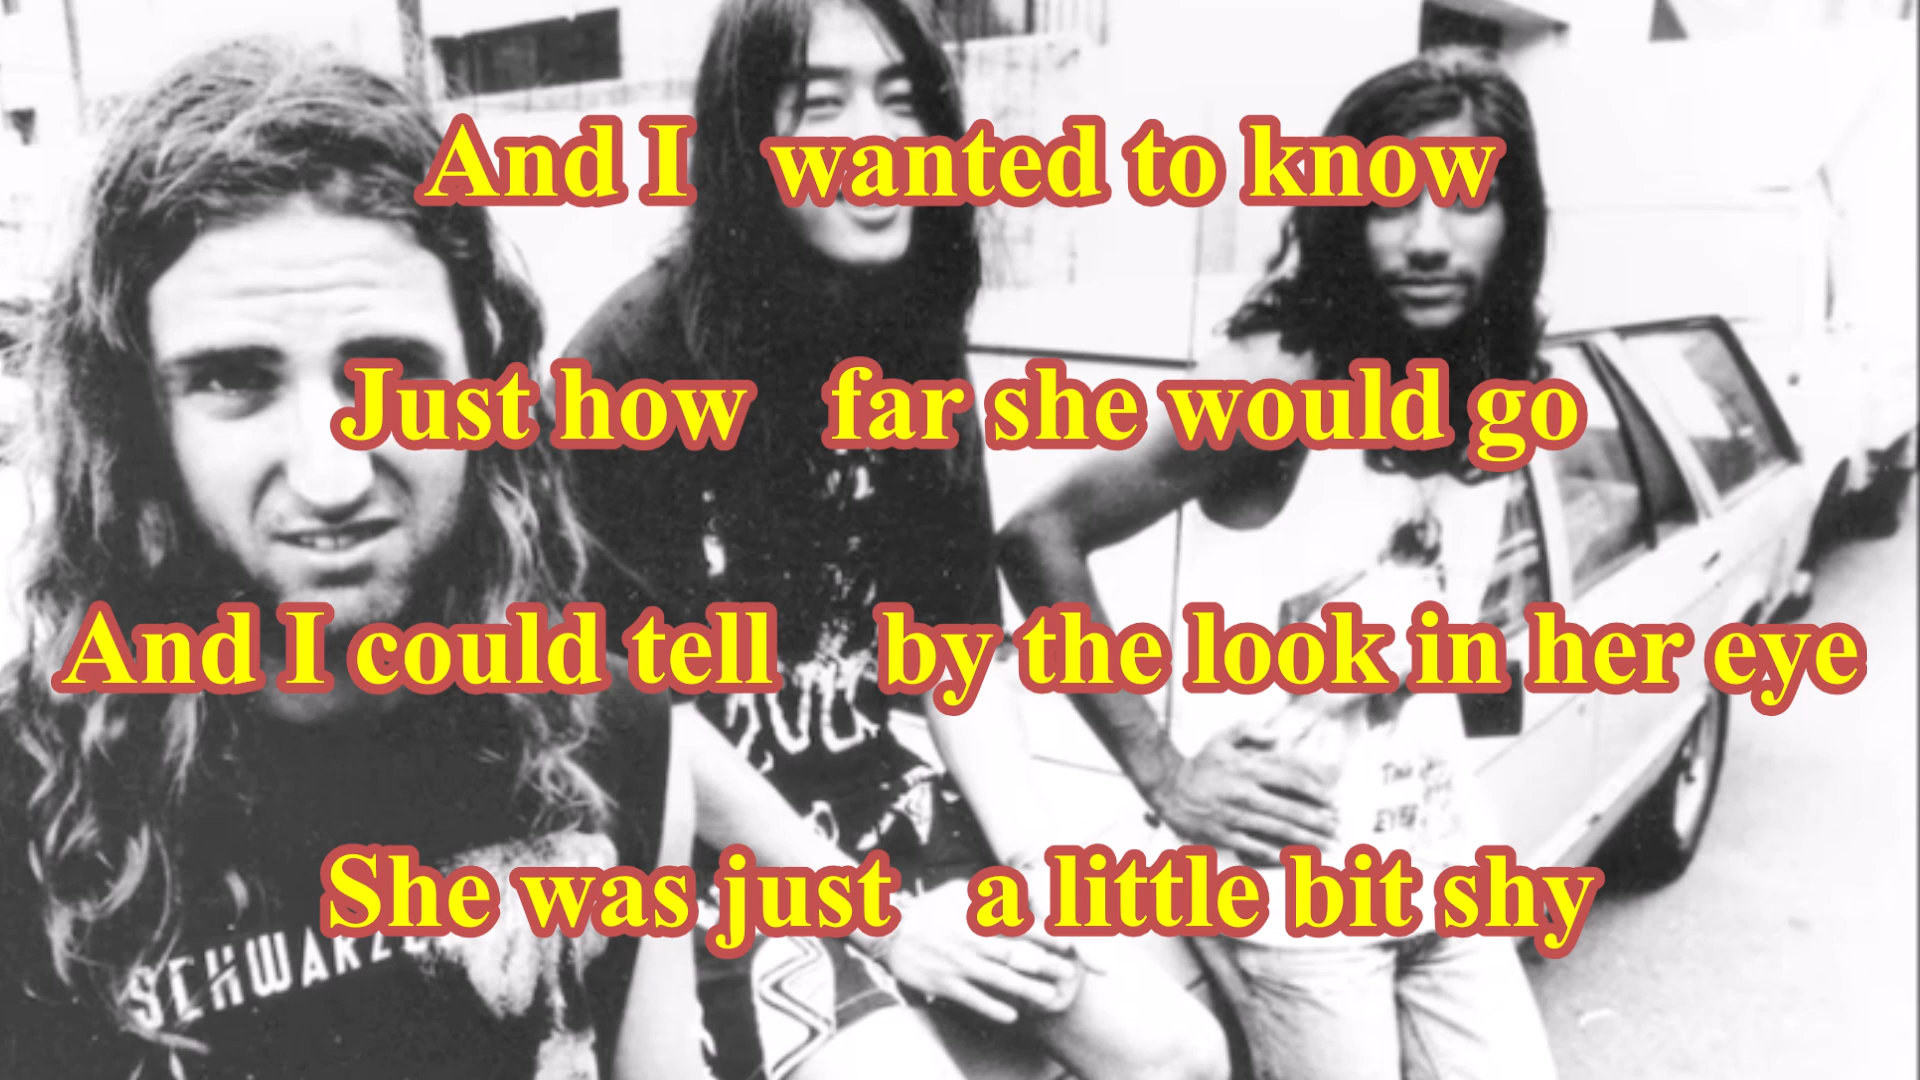 And I wanted to know
Just how far she would go
And I could tell by the look in her eye
She was just a little bit shy